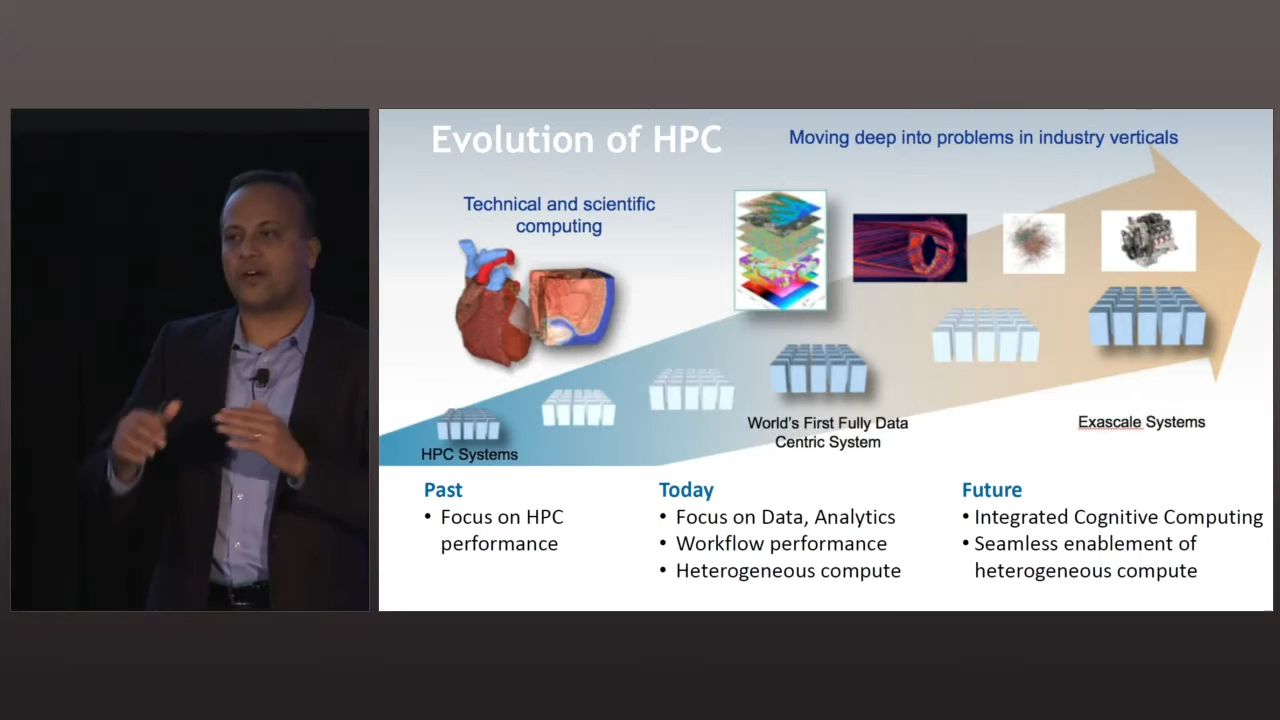 Evolution of HPC
Moving deep into problems in industry verticals
Technical and scientific
computing
HPC Systems
World's First Fully Data
Centric System
Exascale Systems
Past
• Focus on HPC
performance
Today
• Focus on Data, Analytics
• Workflow performance
• Heterogeneous compute
Future
• Integrated Cognitive Computing
• Seamless enablement of
heterogeneous compute